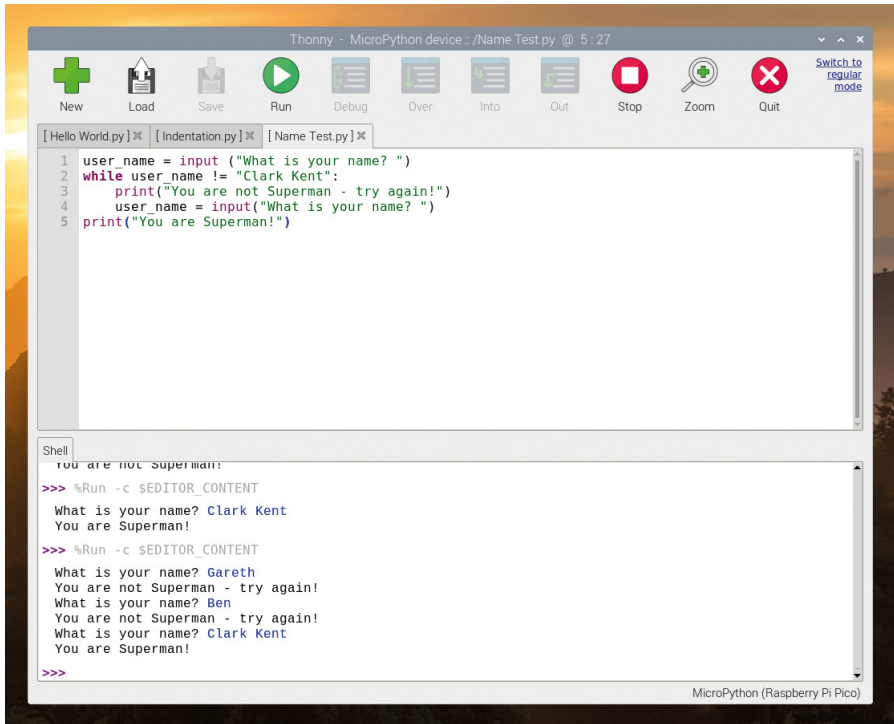 Thonny - MicroPython device :: /Name Test.py @ 5 : 27
New Load Save Run Debug Over Into Out Stop Zoom Quit
Switch to
regular
mode
[ Hello World.py ] [ Indentation.py ] [ Name Test.py ]
1 user_name = input ("What is your name? ")
2 while user_name != "Clark Kent":
3     print("You are not Superman - try again!")
4     user_name = input("What is your name? ")
5 print("You are Superman!")
Shell
You are not Superman!
>>> %Run -c $EDITOR_CONTENT
What is your name? Clark Kent
You are Superman!
>>> %Run -c $EDITOR_CONTENT
What is your name? Gareth
You are not Superman - try again!
What is your name? Ben
You are not Superman - try again!
What is your name? Clark Kent
You are Superman!
>>>
MicroPython (Raspberry Pi Pico)